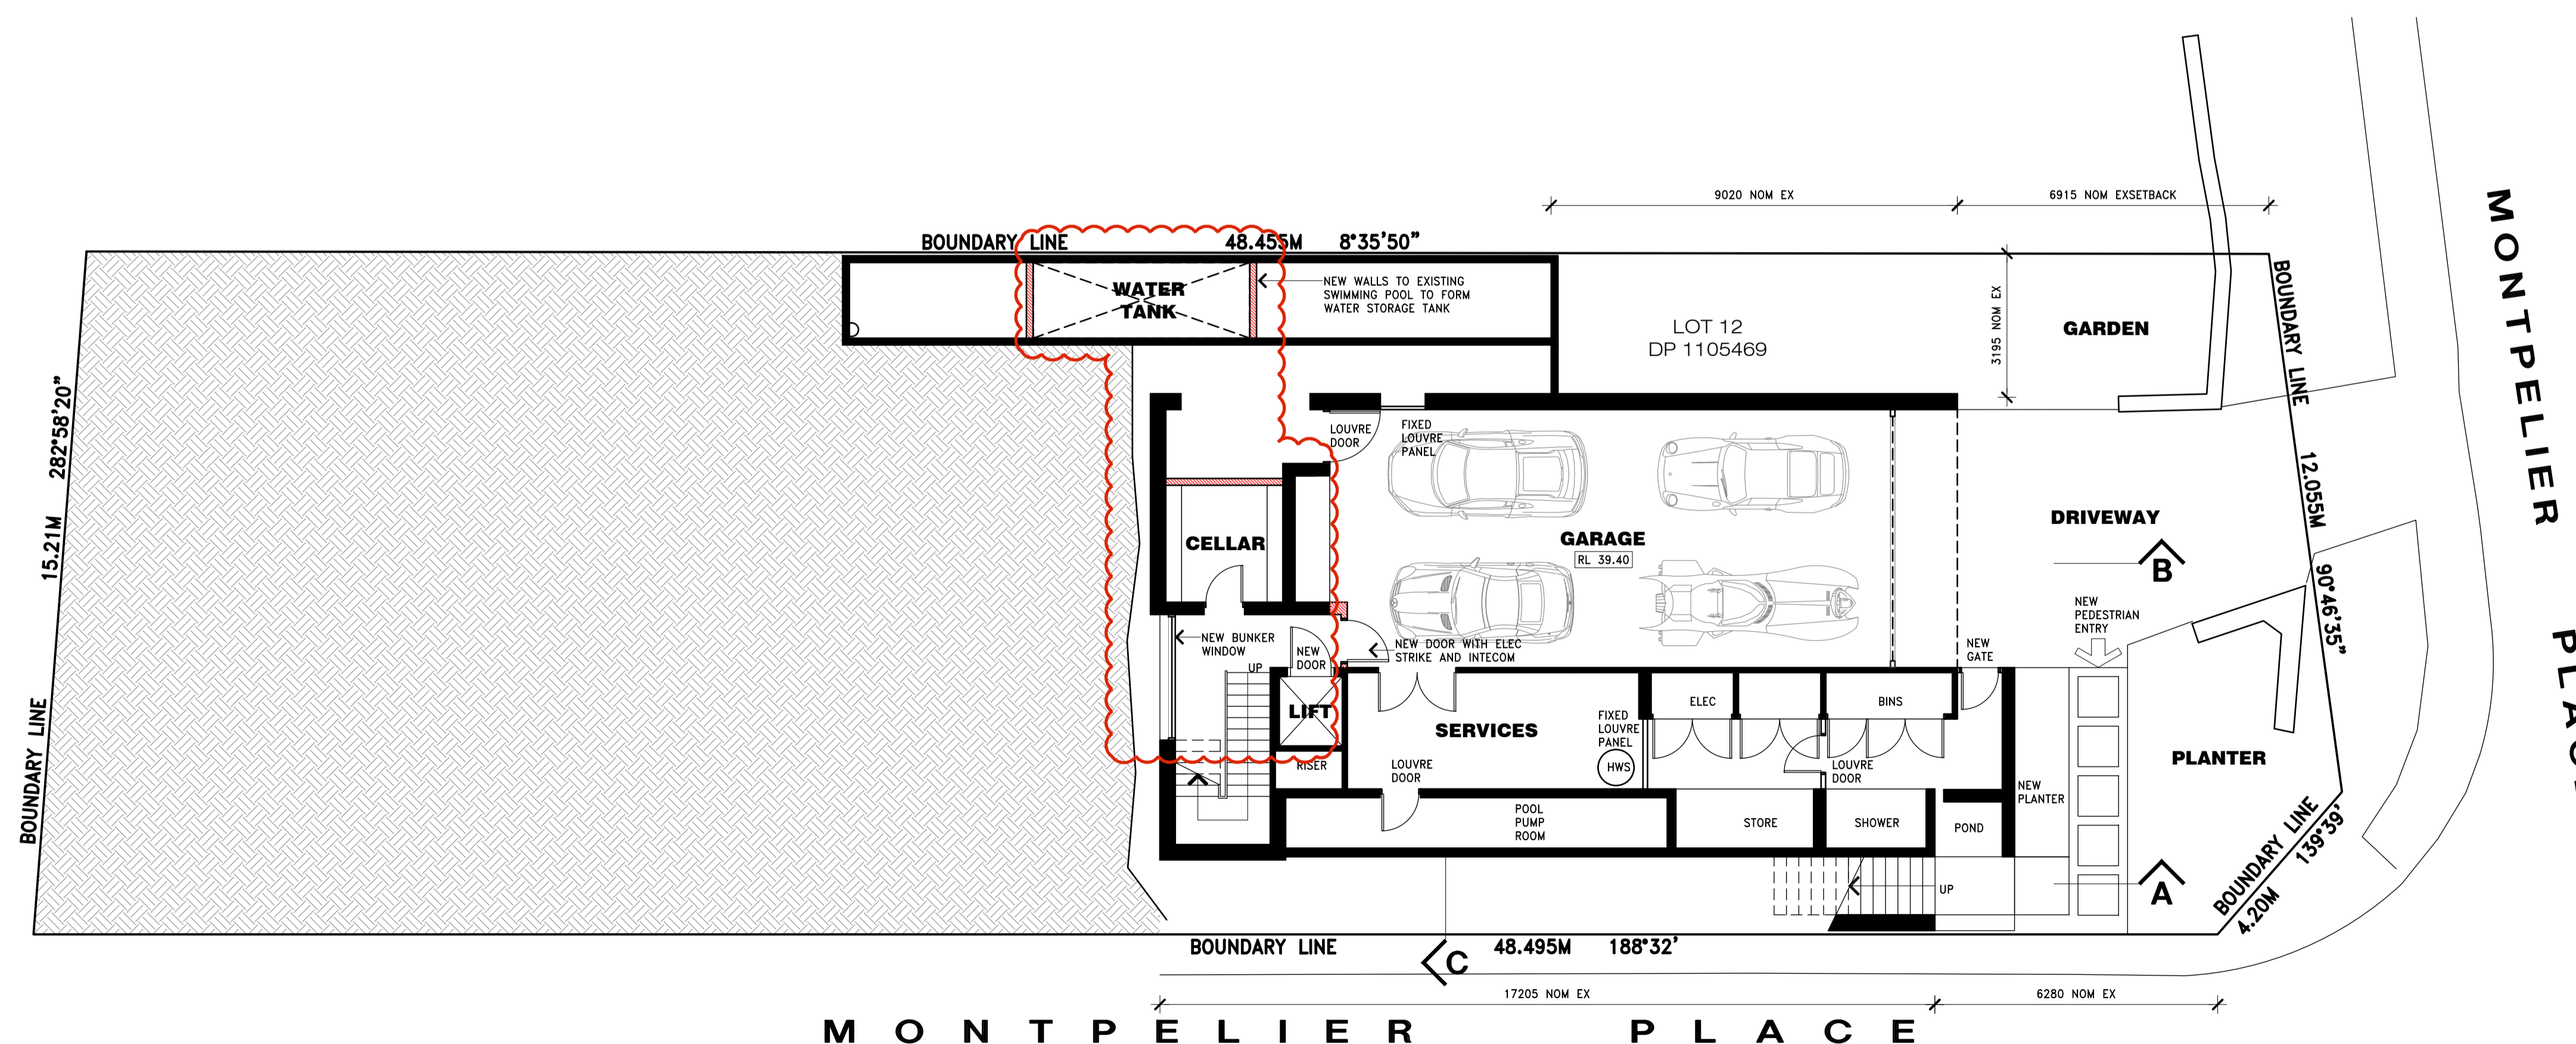 9020 NOM EX
6915 NOM EXSETBACK
BOUNDARY LINE
48.455M
8°35'50”
WATER
TANK
NEW WALLS TO EXISTING
SWIMMING POOL TO FORM
WATER STORAGE TANK
LOT 12
DP 1105469
3195 NOM EX
GARDEN
BOUNDARY LINE
12.055M
90°46'35”
MONTPELIER
282°58'20”
15.21M
BOUNDARY LINE
LOUVRE
DOOR
FIXED
LOUVRE
PANEL
CELLAR
GARAGE
RL 39.40
DRIVEWAY
B
NEW
PEDESTRIAN
ENTRY
NEW BUNKER
WINDOW
UP
NEW
DOOR
NEW DOOR WITH ELEC
STRIKE AND INTECOM
NEW
GATE
LIFT
RISER
SERVICES
FIXED
LOUVRE
PANEL
HWS
ELEC
BINS
LOUVRE
DOOR
LOUVRE
DOOR
NEW
PLANTER
PLANTER
POOL
PUMP
ROOM
STORE
SHOWER
POND
UP
A
BOUNDARY LINE
139°39'
4.20M
BOUNDARY LINE
48.495M
188°32'
C
17205 NOM EX
6280 NOM EX
MONTPELIER PLACE